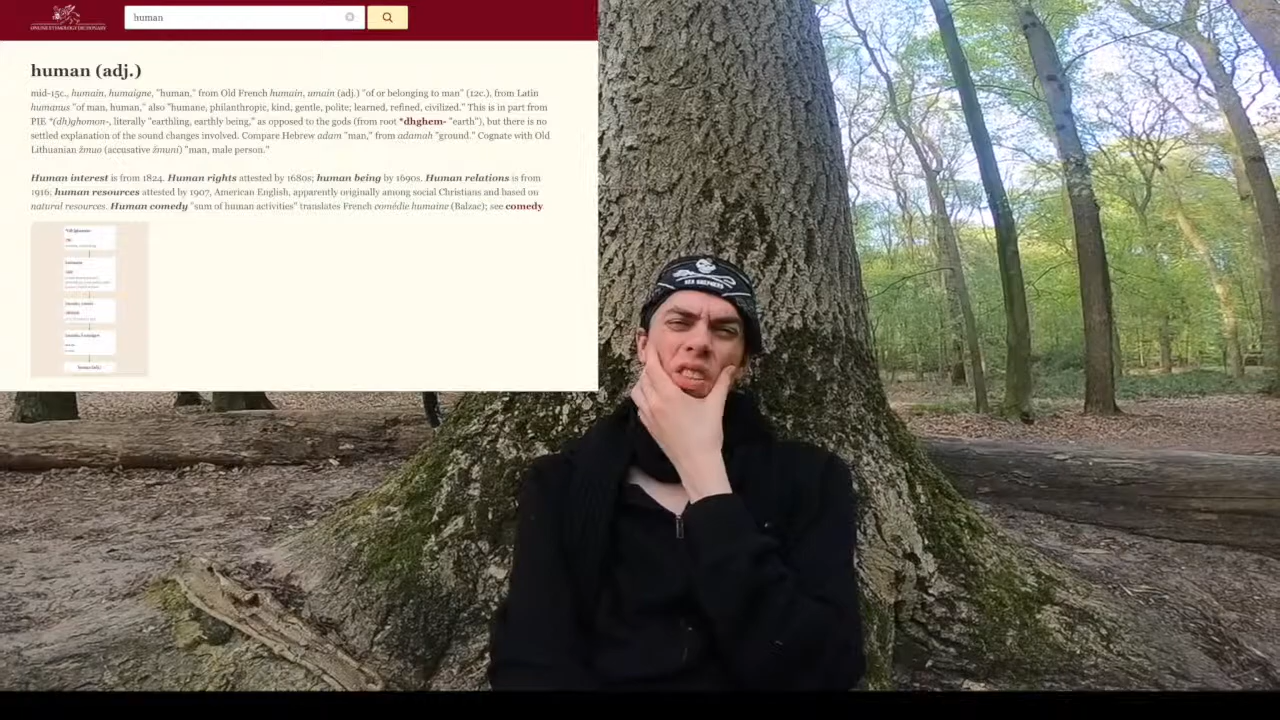 ONLINE ETYMOLOGY DICTIONARY
human
human (adj.)
mid-15c., humain, humaigne, "human," from Old French humain, umain (adj.) "of or belonging to man" (12c.), from Latin
humanus "of man, human," also "humane, philanthropic, kind, gentle, polite; learned, refined, civilized." This is in part from
PIE *(dh)ghomon-, literally "earthling, earthly being," as opposed to the gods (from root *dhghem- "earth"), but there is no
settled explanation of the sound changes involved. Compare Hebrew adam "man," from adamah "ground." Cognate with Old
Lithuanian žmuo (accusative žmuni) "man, male person."
Human interest is from 1824. Human rights attested by 1680s; human being by 1690s. Human relations is from
1916; human resources attested by 1907, American English, apparently originally among social Christians and based on
natural resources. Human comedy "sum of human activities" translates French comédie humaine (Balzac); see comedy
human (adj.)
SEA SHEPHERD